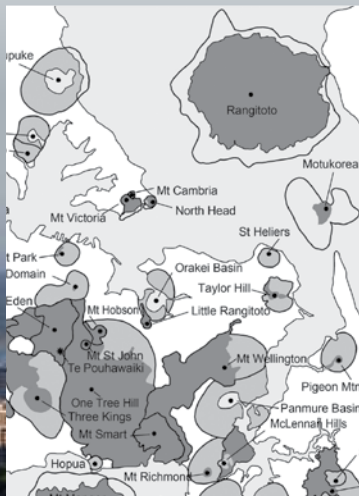 puke
Rangitoto
Motukorea
a
Mt Cambria
North Head
Mt Victoria
St Heliers
t Park
Orakei Basin
Domain
Taylor Hill
Eden
Mt Hobson
Little Rangitoto
Mt St John
Mt Wellington
Te Pouhawaiki
Pigeon Mtn
One Tree Hill
Panmure Basin
Three Kings
McLennan Hills
Mt Smart
Hopua
Mt Richmond